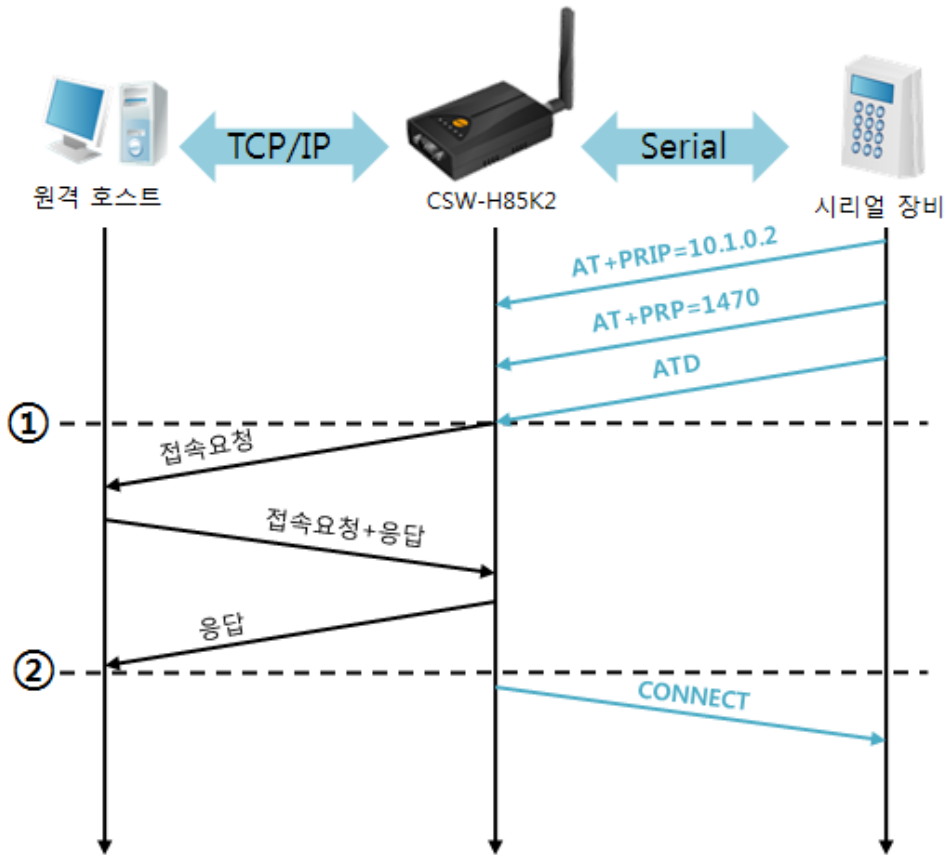 TCP/IP
Serial
원격 호스트
CSW-H85K2
시리얼 장비
AT+PRIP=10.1.0.2
AT+PRP=1470
ATD
①
접속요청
접속요청+응답
응답
②
CONNECT